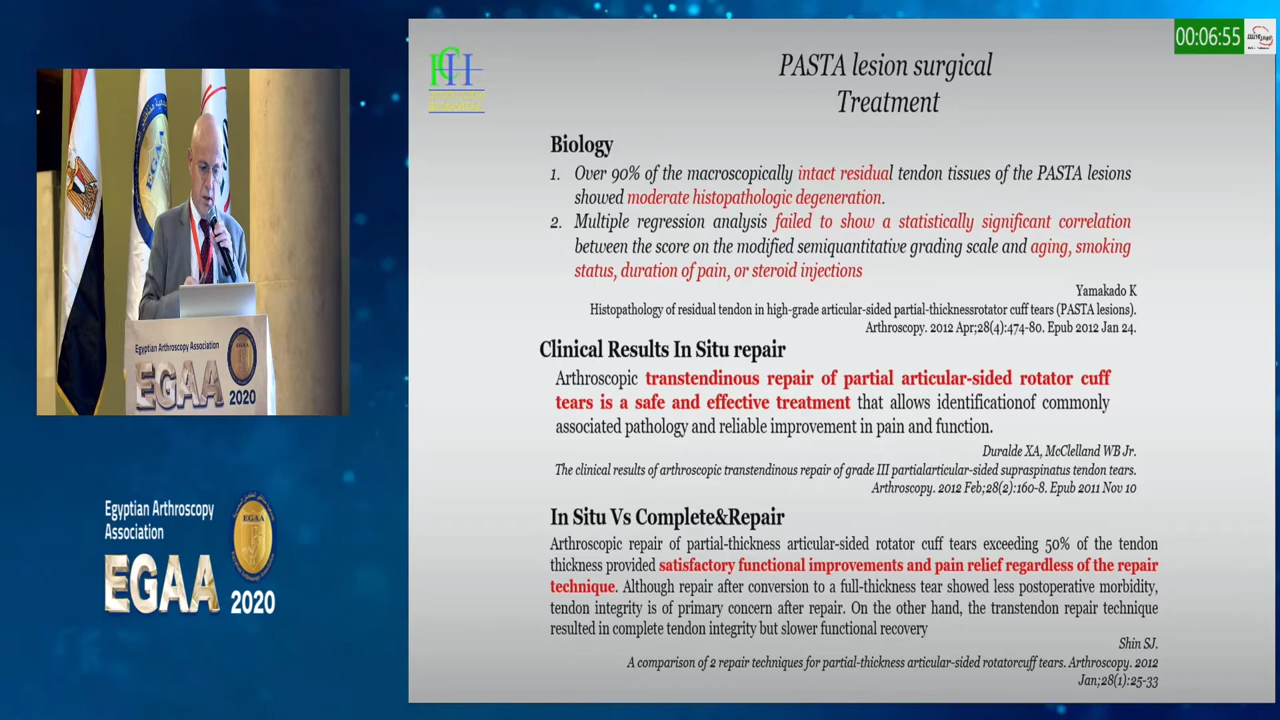 00:06:55
PASTA lesion surgical
Treatment
Biology
1. Over 90% of the macroscopically intact residual tendon tissues of the PASTA lesions
showed moderate histopathologic degeneration.
2. Multiple regression analysis failed to show a statistically significant correlation
between the score on the modified semiquantitative grading scale and aging, smoking
status, duration of pain, or steroid injections
Yamakado K
Histopathology of residual tendon in high-grade articular-sided partial-thicknessrotator cuff tears (PASTA lesions).
Arthroscopy. 2012 Apr;28(4):474-80. Epub 2012 Jan 24.
Clinical Results In Situ repair
Arthroscopic transtendinous repair of partial articular-sided rotator cuff
tears is a safe and effective treatment that allows identificationof commonly
associated pathology and reliable improvement in pain and function.
Duralde XA, McClelland WB Jr.
The clinical results of arthroscopic transtendinous repair of grade III partialarticular-sided supraspinatus tendon tears.
Arthroscopy. 2012 Feb;28(2):160-8. Epub 2011 Nov 10
In Situ Vs Complete&Repair
Arthroscopic repair of partial-thickness articular-sided rotator cuff tears exceeding 50% of the tendon
thickness provided satisfactory functional improvements and pain relief regardless of the repair
technique. Although repair after conversion to a full-thickness tear showed less postoperative morbidity,
tendon integrity is of primary concern after repair. On the other hand, the transtendon repair technique
resulted in complete tendon integrity but slower functional recovery
Shin SJ.
A comparison of 2 repair techniques for partial-thickness articular-sided rotatorcuff tears. Arthroscopy. 2012
Jan;28(1):25-33
Egyptian Arthroscopy Association
EGAA
2020
Egyptian Arthroscopy
Association
EGAA
EGAA 2020